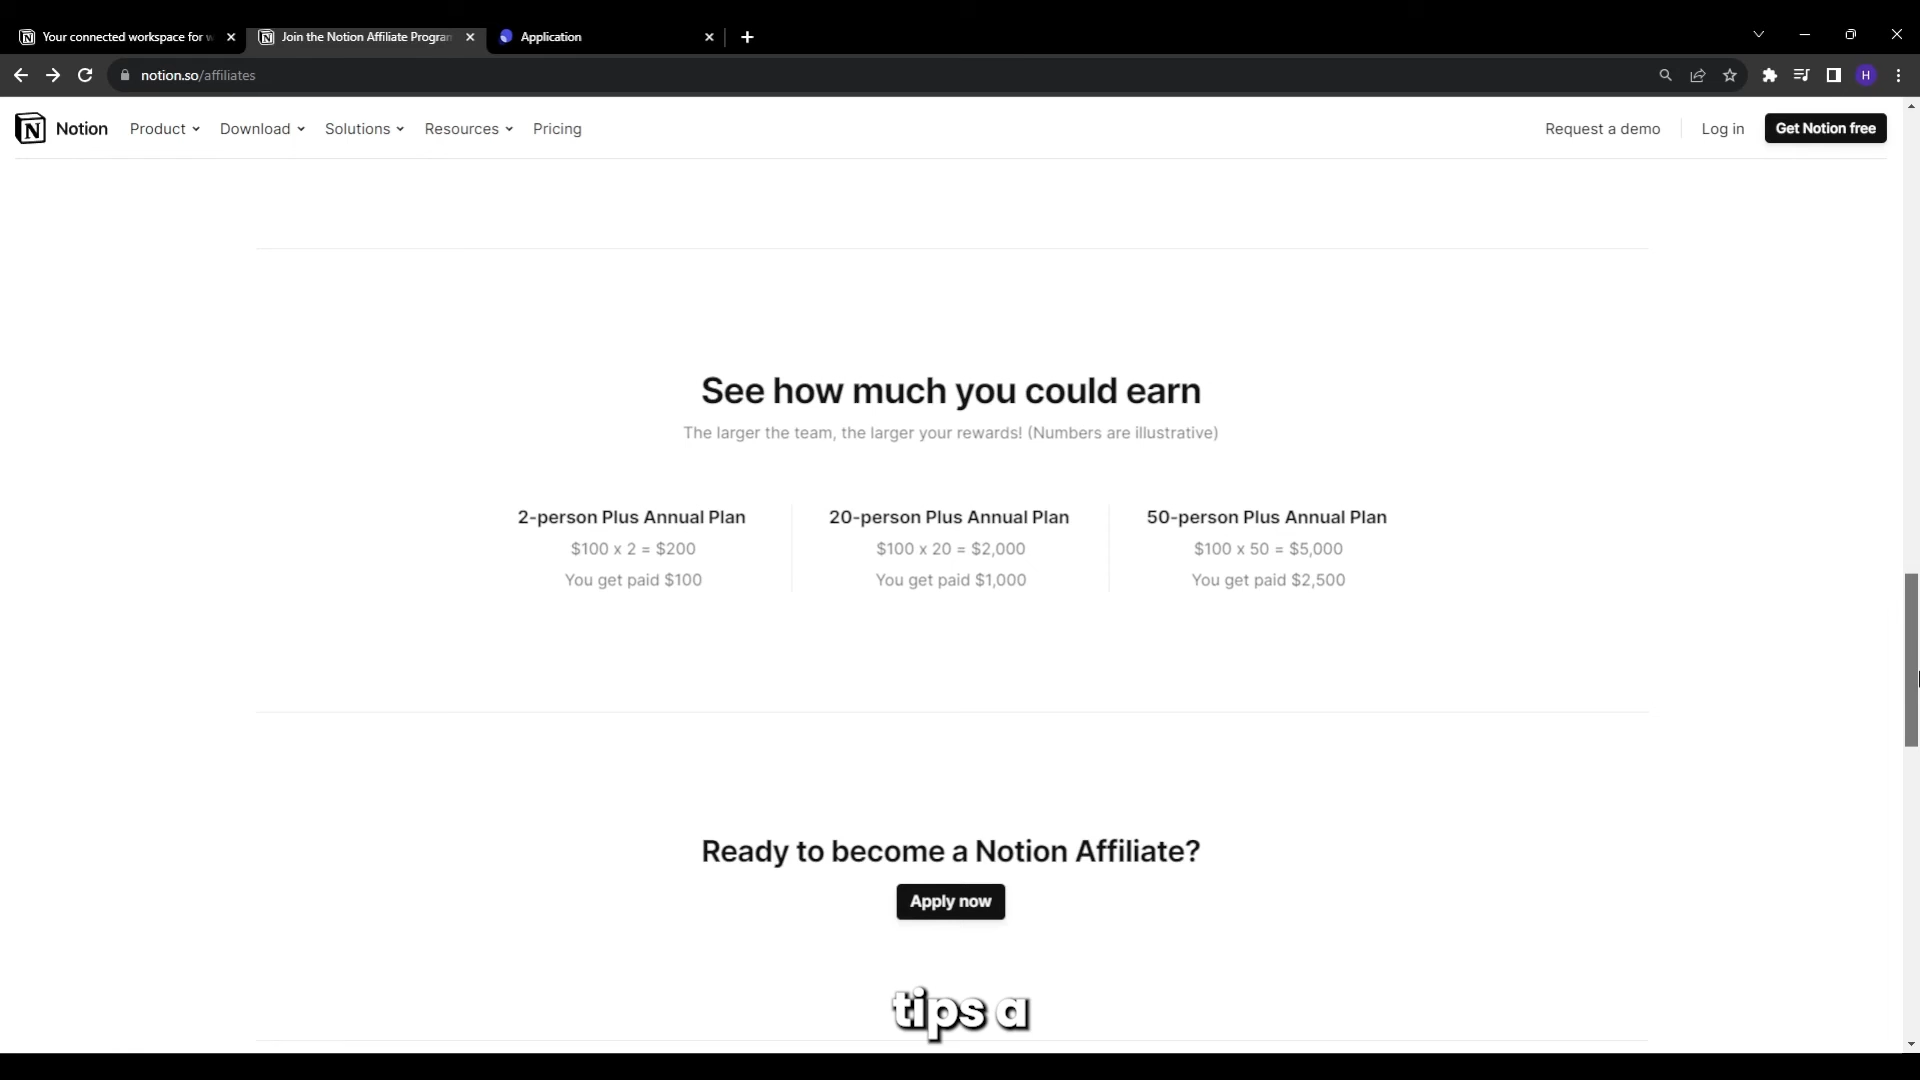 Your connected workspace for w
Join the Notion Affiliate Program
Application
notion.so/affiliates
H
Notion
Product
Download
Solutions
Resources
Pricing
Request a demo
Log in
Get Notion free
See how much you could earn
The larger the team, the larger your rewards! (Numbers are illustrative)
2-person Plus Annual Plan
$100 x 2 = $200
You get paid $100
20-person Plus Annual Plan
$100 x 20 = $2,000
You get paid $1,000
50-person Plus Annual Plan
$100 x 50 = $5,000
You get paid $2,500
Ready to become a Notion Affiliate?
Apply now
tips a